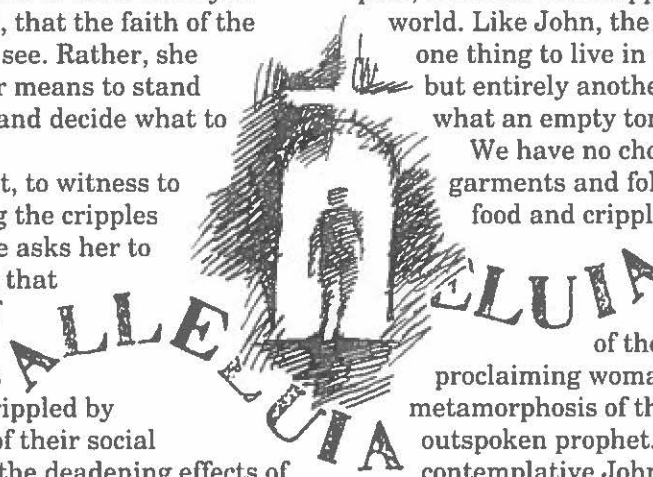 , that the faith of the
see. Rather, she
means to stand
and decide what to
t, to witness to
g the cripples
e asks her to
that
ALLELUIA
rippled by
of their social
the deadening effects of
world. Like John, the
one thing to live in
but entirely anothe
what an empty to
We have no cho
garments and fol
food and crippl
ELUIA
of the
proclaiming woma
metamorphosis of th
outspoken prophet.
contemplative John